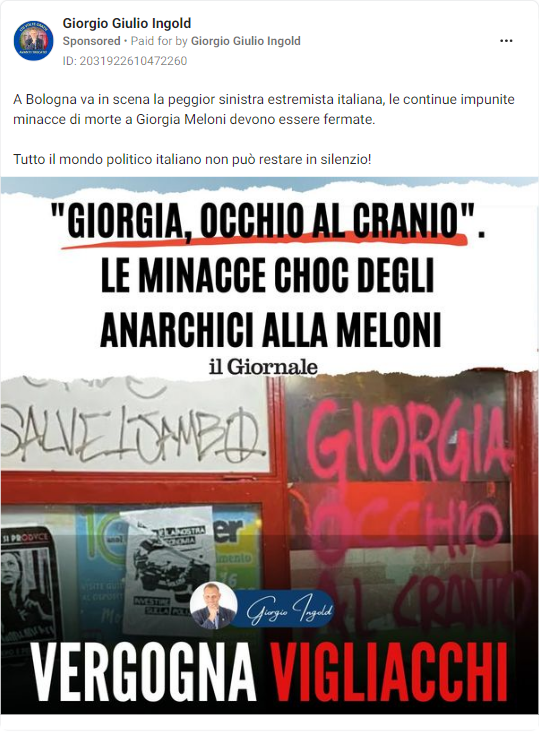 Giorgio Giulio Ingold
Sponsored • Paid for by Giorgio Giulio Ingold
ID: 2031922610472260
A Bologna va in scena la peggior sinistra estremista italiana, le continue impunite
minacce di morte a Giorgia Meloni devono essere fermate.
Tutto il mondo politico italiano non può restare in silenzio!
"GIORGIA, OCCHIO AL CRANIO".
LE MINACCE CHOC DEGLI
ANARCHICI ALLA MELONI
il Giornale
GIORGIA
OCCHIO
AL CRANIO
SI PRODUCE
LA NOSTRA
INVESTIRE
Giorgio Ingold
VERGOGNA VIGLIACCHI